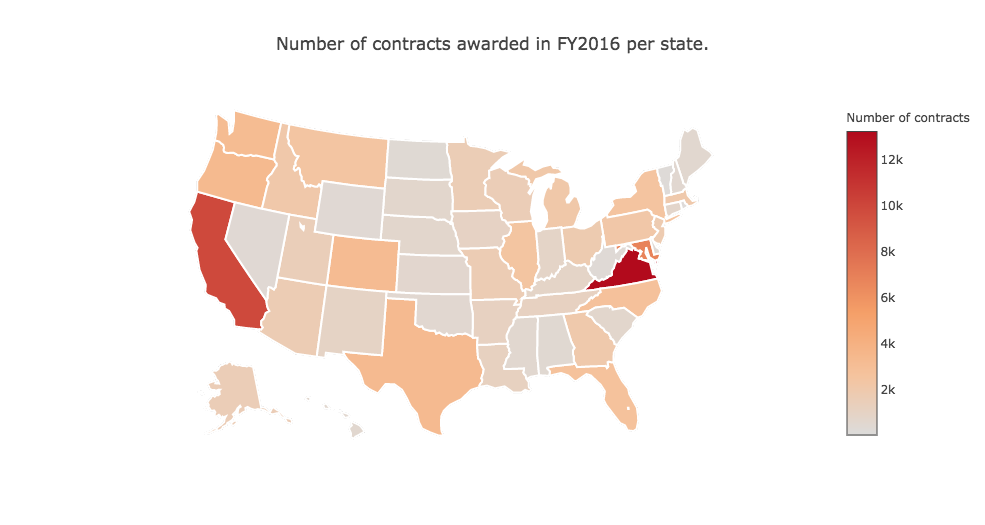 Number of contracts awarded in FY2016 per state.
Number of contracts
12k
10k
8k
6k
4k
2k